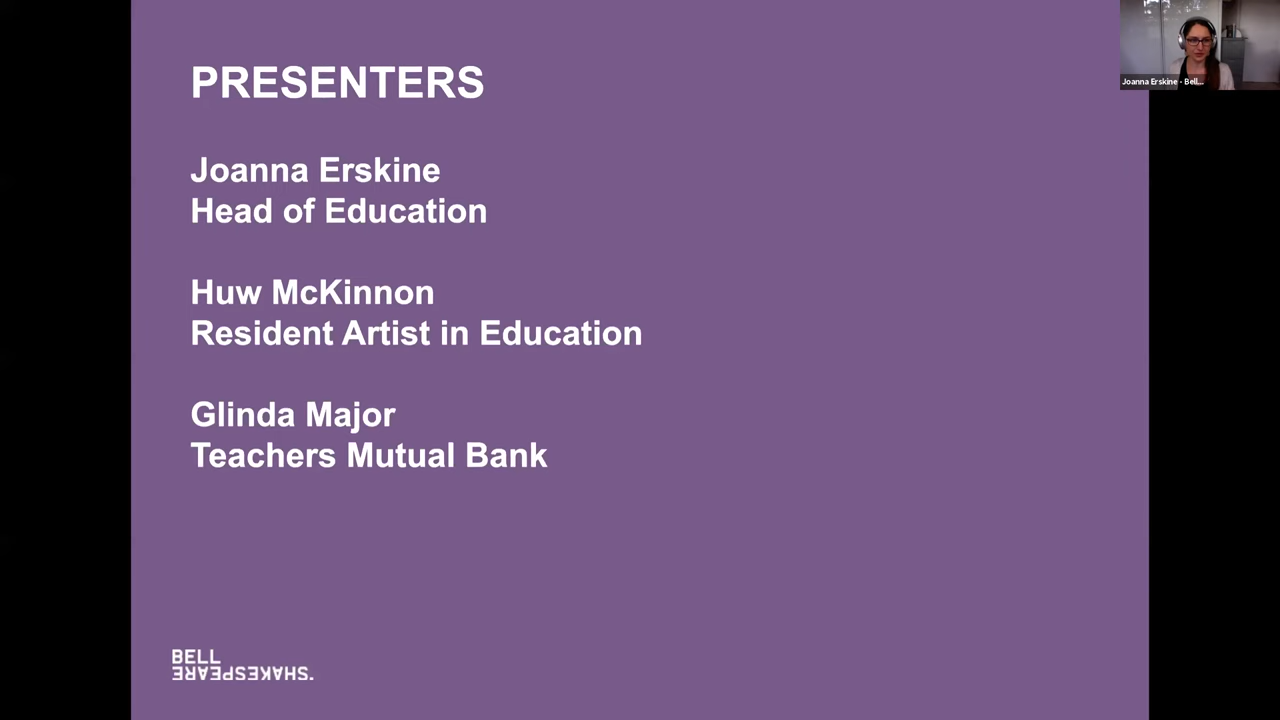 PRESENTERS
Joanna Erskine
Head of Education
Huw McKinnon
Resident Artist in Education
Glinda Major
Teachers Mutual Bank
BELL
SHAKESPEARE.
Joanna Erskine - Bell...